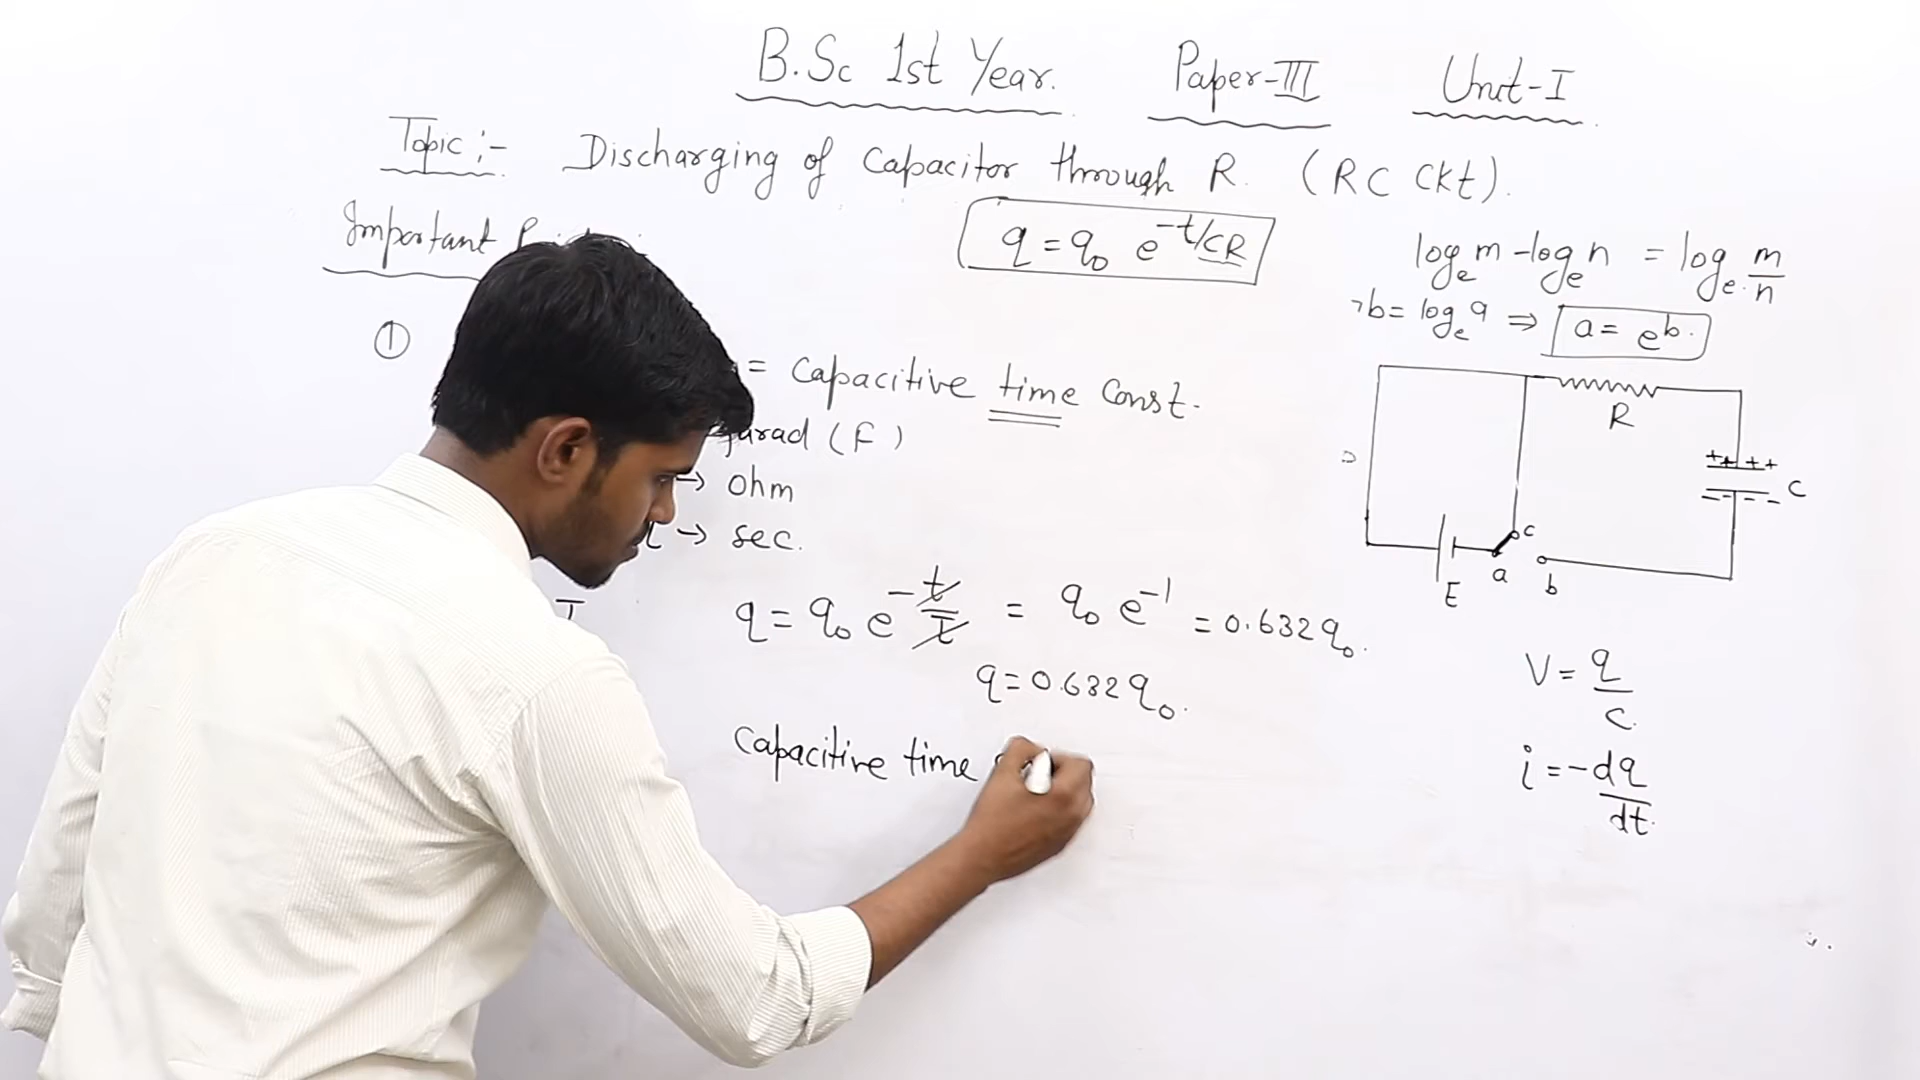 B.Sc 1st Year. Paper-III Unit-I
Topic :- Discharging of Capacitor through R. (RC Ckt).
Important
q = q₀ e^{-t/CR}
①
= Capacitive time Const.
farad (F)
→ Ohm
→ sec.
q = q₀ e^{-t/τ} = q₀ e^{-1} = 0.632 q₀.
q = 0.632 q₀.
Capacitive time
logₑ m - logₑ n = logₑ m/n
b = logₑ a ⇒ a = e^b.
R
+ + + +
- - - -
C
c
a
b
E
V = q/C.
i = -dq/dt.